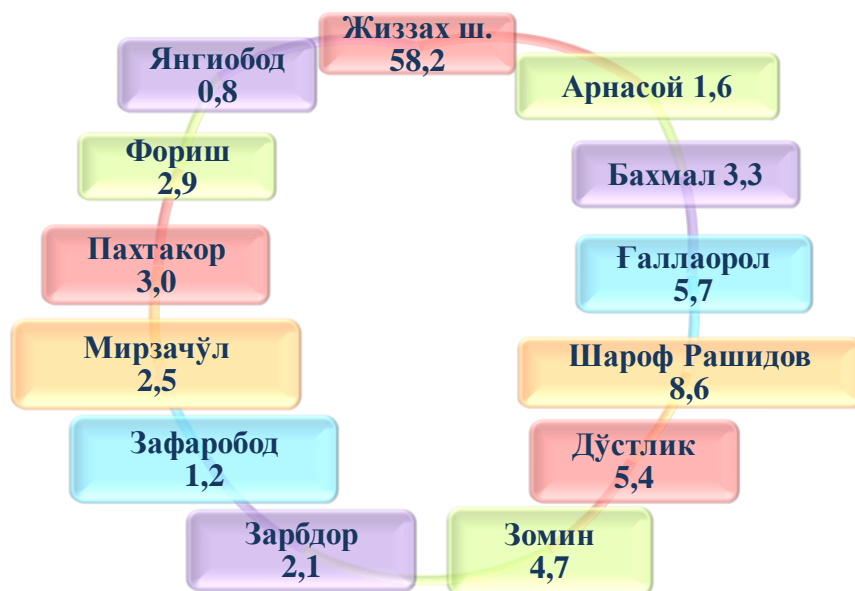 Жиззах ш.
58,2
Арнасой 1,6
Бахмал 3,3
Ғаллаорол
5,7
Шароф Рашидов
8,6
Дўстлик
5,4
Зомин
4,7
Зарбдор
2,1
Зафаробод
1,2
Мирзачўл
2,5
Пахтакор
3,0
Фориш
2,9
Янгиобод
0,8